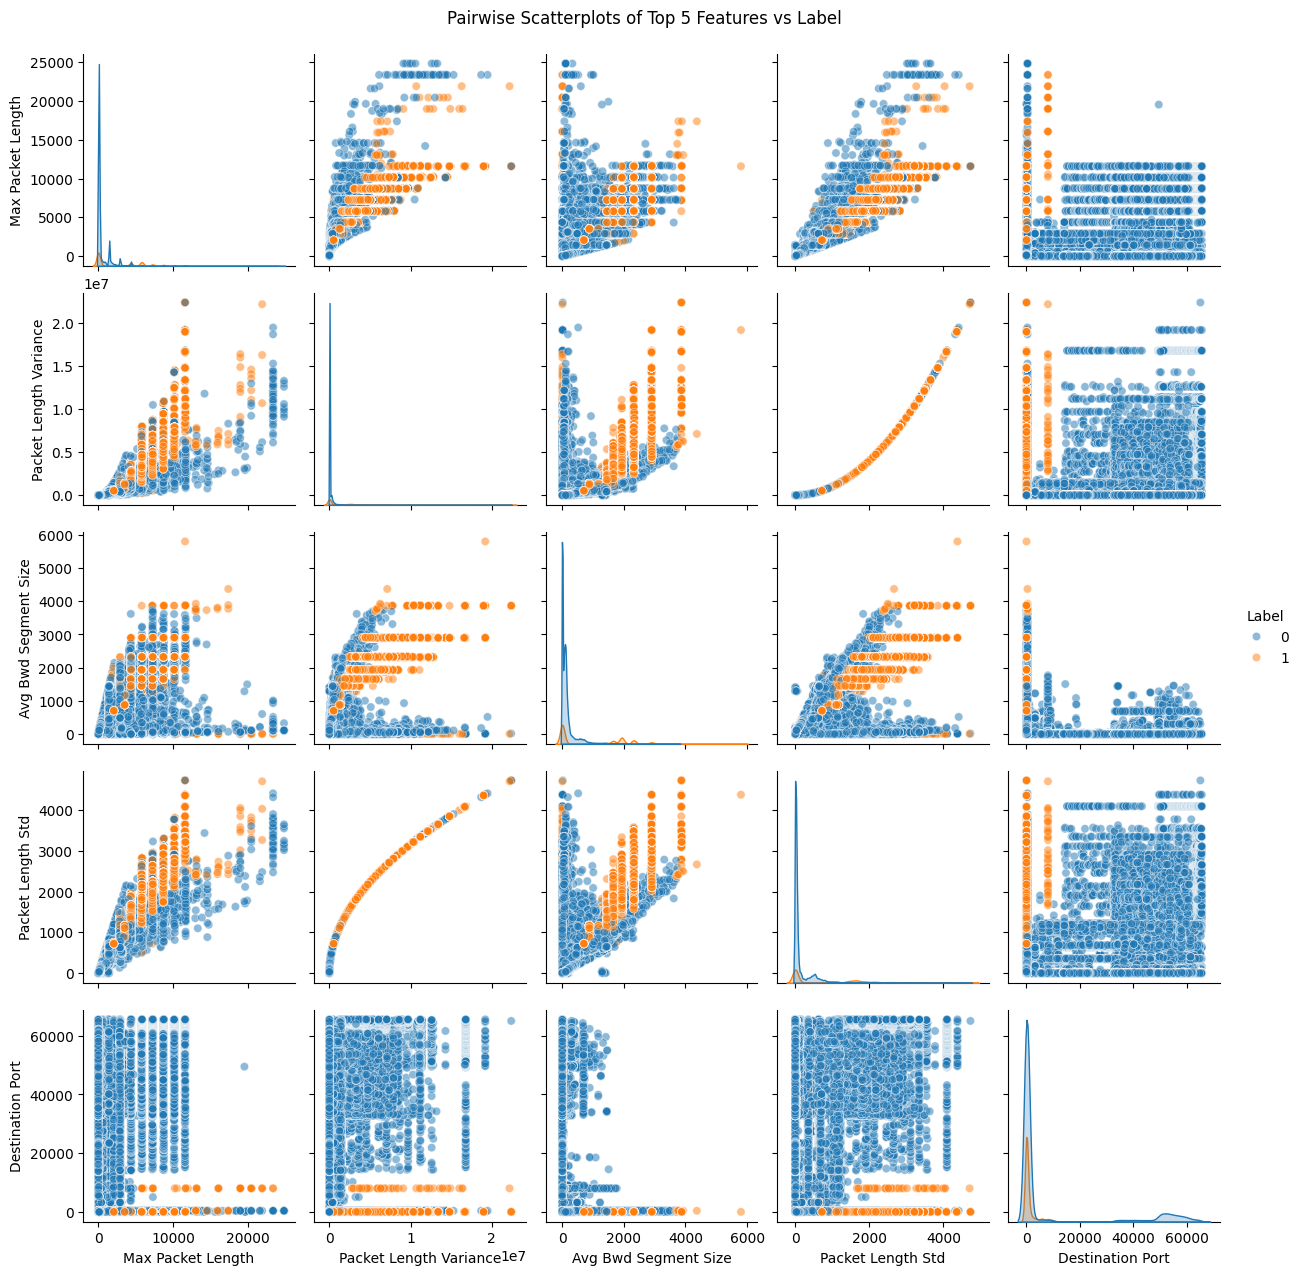 Pairwise Scatterplots of Top 5 Features vs Label
Max Packet Length
25000
20000
15000
10000
5000
0
1e7
Packet Length Variance
2.0
1.5
1.0
0.5
0.0
Avg Bwd Segment Size
6000
5000
4000
3000
2000
1000
0
Label
0
1
Packet Length Std
4000
3000
2000
1000
0
Destination Port
60000
40000
20000
0
0 10000 20000
0 1 2
0 2000 4000 6000
0 2000 4000
0 20000 40000 60000
1e7
Max Packet Length
Packet Length Variance
Avg Bwd Segment Size
Packet Length Std
Destination Port